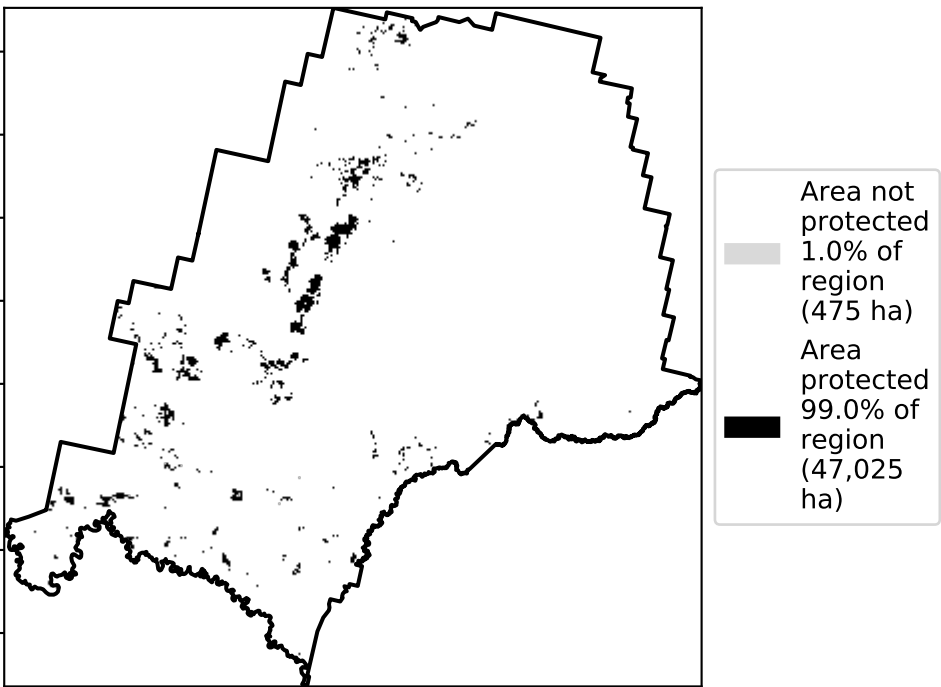 Area not
protected
1.0% of
region
(475 ha)
Area
protected
99.0% of
region
(47,025
ha)